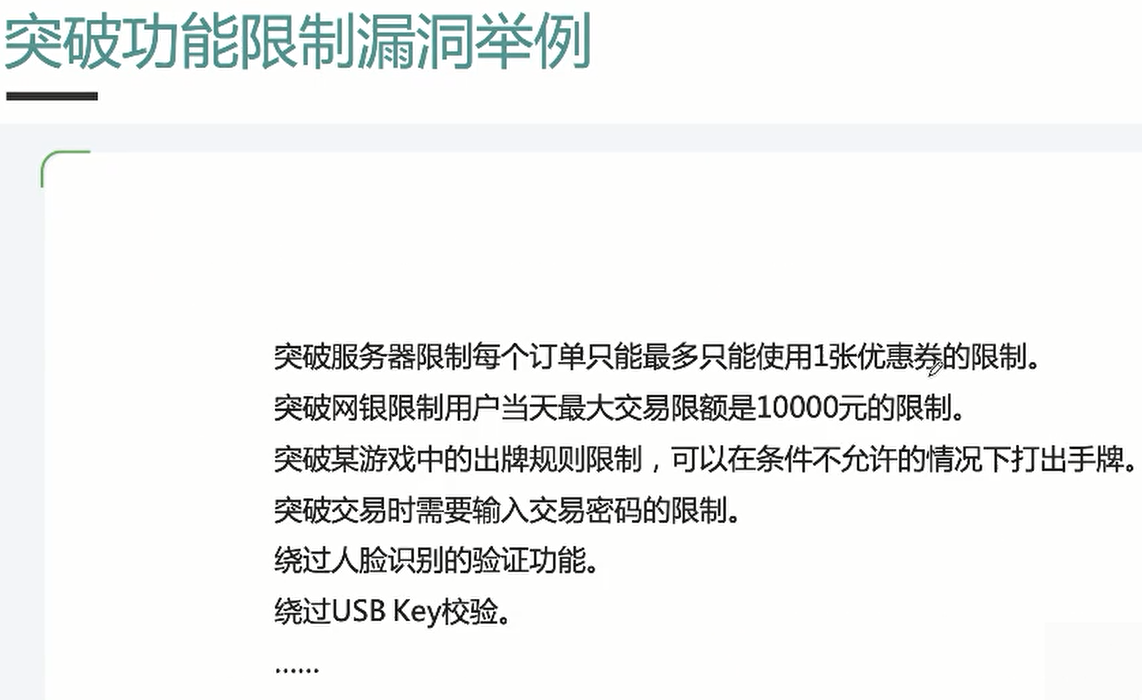 突破功能限制漏洞举例
突破服务器限制每个订单只能最多只能使用1张优惠券的限制。
突破网银限制用户当天最大交易限额是10000元的限制。
突破某游戏中的出牌规则限制，可以在条件不允许的情况下打出手牌。
突破交易时需要输入交易密码的限制。
绕过人脸识别的验证功能。
绕过USB Key校验。
……